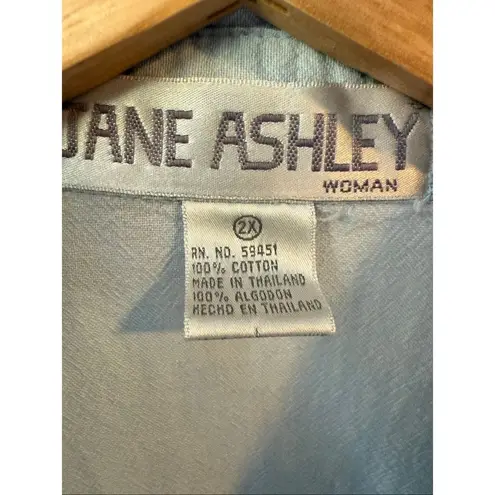 JANE ASHLEY
WOMAN
2X
RN. NO. 59451
100% COTTON
MADE IN THAILAND
100% ALGODON
HECHO EN THAILAND